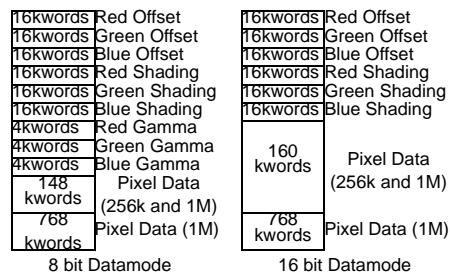 16kwords Red Offset
16kwords Green Offset
16kwords Blue Offset
16kwords Red Shading
16kwords Green Shading
16kwords Blue Shading
4kwords Red Gamma
4kwords Green Gamma
4kwords Blue Gamma
148 kwords
Pixel Data
(256k and 1M)
768 kwords
Pixel Data (1M)
8 bit Datamode
16kwords Red Offset
16kwords Green Offset
16kwords Blue Offset
16kwords Red Shading
16kwords Green Shading
16kwords Blue Shading
160
kwords
Pixel Data
(256k and 1M)
768
kwords
Pixel Data (1M)
16 bit Datamode